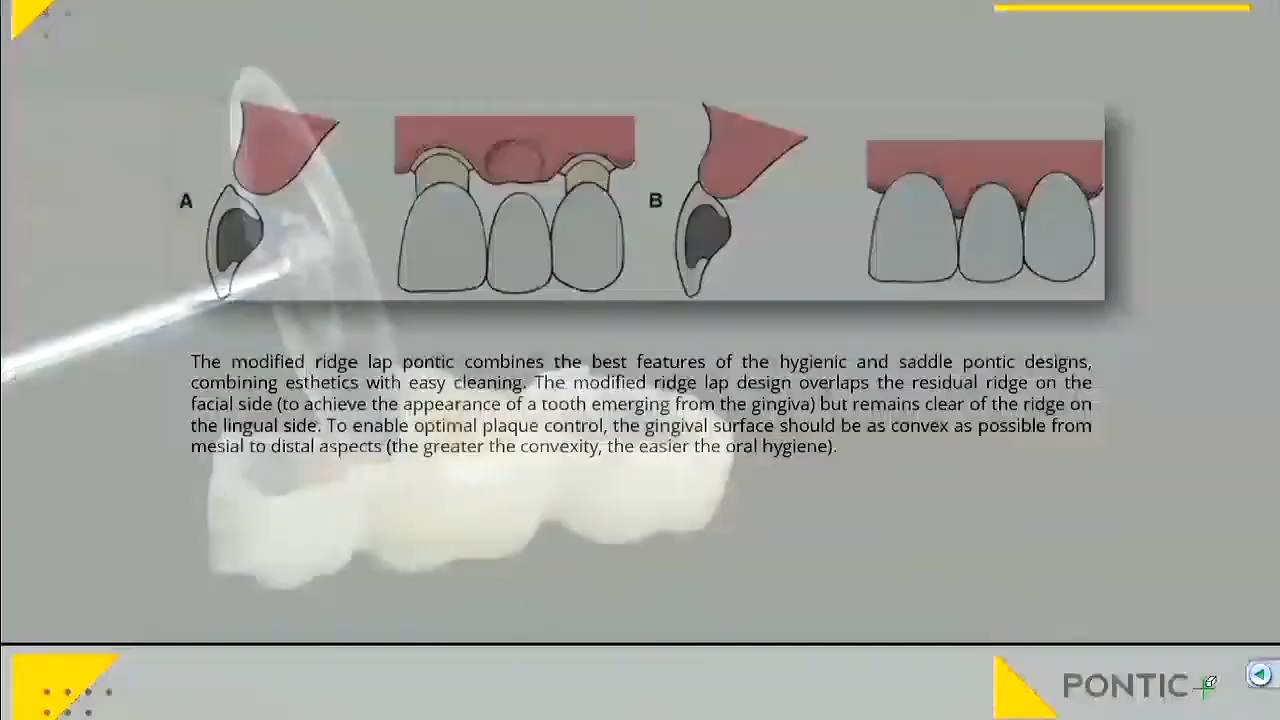 A
B
The modified ridge lap pontic combines the best features of the hygienic and saddle pontic designs,
combining esthetics with easy cleaning. The modified ridge lap design overlaps the residual ridge on the
facial side (to achieve the appearance of a tooth emerging from the gingiva) but remains clear of the ridge on
the lingual side. To enable optimal plaque control, the gingival surface should be as convex as possible from
mesial to distal aspects (the greater the convexity, the easier the oral hygiene).
PONTIC